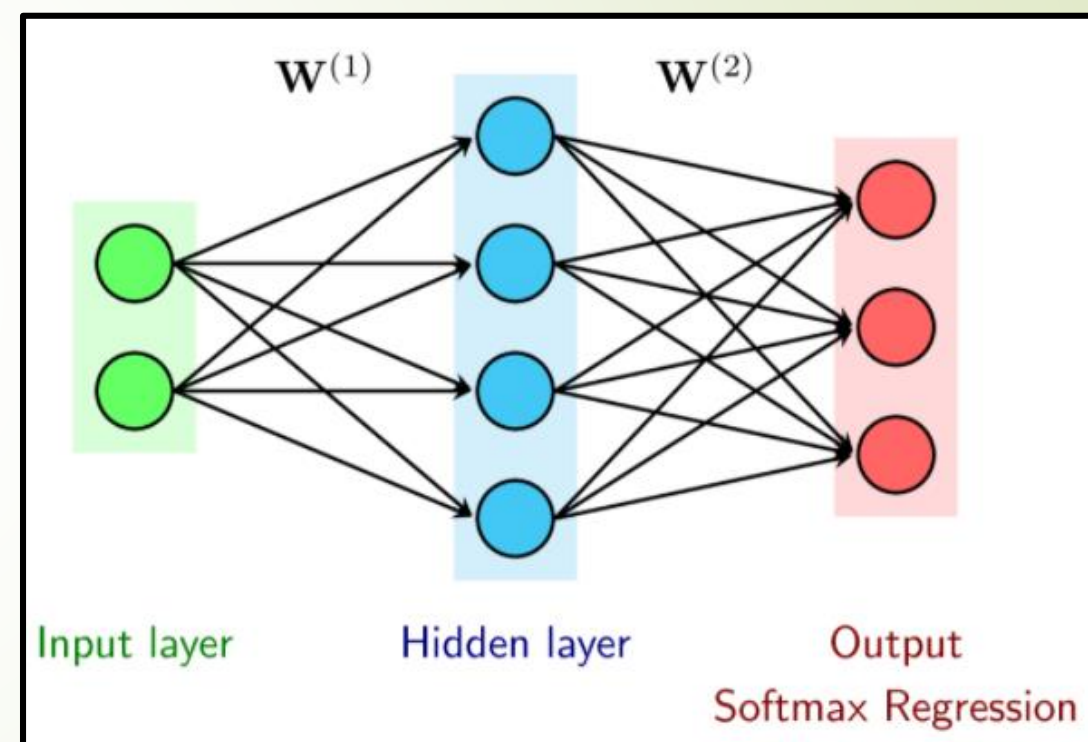 W⁽¹⁾
W⁽²⁾
Input layer
Hidden layer
Output
Softmax Regression